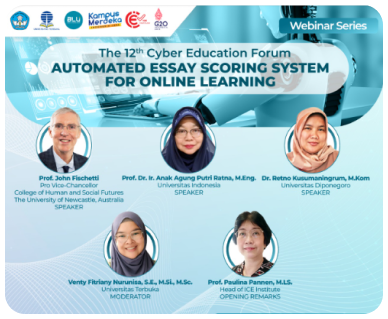 BLU
Kampus
Merdeka
G20
Webinar Series
The 12th Cyber Education Forum
AUTOMATED ESSAY SCORING SYSTEM
FOR ONLINE LEARNING
Prof. John Fischetti
Pro Vice-Chancellor
College of Human and Social Futures
The University of Newcastle, Australia
SPEAKER
Prof. Dr. Ir. Anak Agung Putri Ratna, M.Eng.
Universitas Indonesia
SPEAKER
Dr. Retno Kusumaningrum, M.Kom
Universitas Diponegoro
SPEAKER
Venty Fitriany Nurunisa, S.E., M.Si., M.Sc.
Universitas Terbuka
MODERATOR
Prof. Paulina Pannen, M.LS.
Head of ICE Institute
OPENING REMARKS